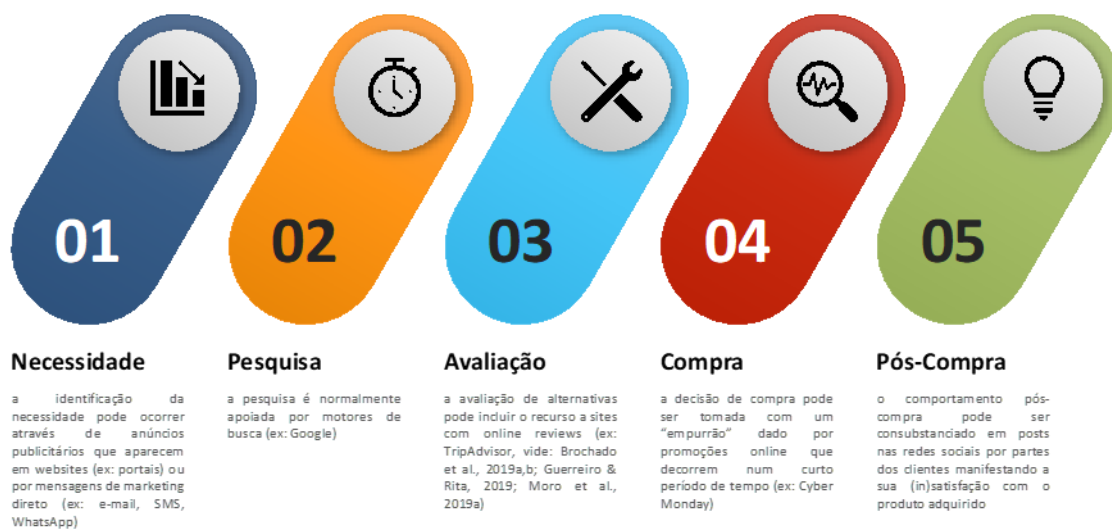 01
02
03
04
05
Necessidade
a identificação da
necessidade pode ocorrer
através de anúncios
publicitários que aparecem
em websites (ex: portais) ou
por mensagens de marketing
direto (ex: e-mail, SMS,
WhatsApp)
Pesquisa
a pesquisa é normalmente
apoiada por motores de
busca (ex: Google)
Avaliação
a avaliação de alternativas
pode incluir o recurso a sites
com online reviews (ex:
TripAdvisor, vide: Brochado
et al., 2019a,b; Guerreiro &
Rita, 2019; Moro et al.,
2019a)
Compra
a decisão de compra pode
ser tomada com um
“empurrão” dado por
promoções online que
decorrem num curto
período de tempo (ex: Cyber
Monday)
Pós-Compra
o comportamento pós-
compra pode ser
consubstanciado em posts
nas redes sociais por partes
dos clientes manifestando a
sua (in)satisfação com o
produto adquirido